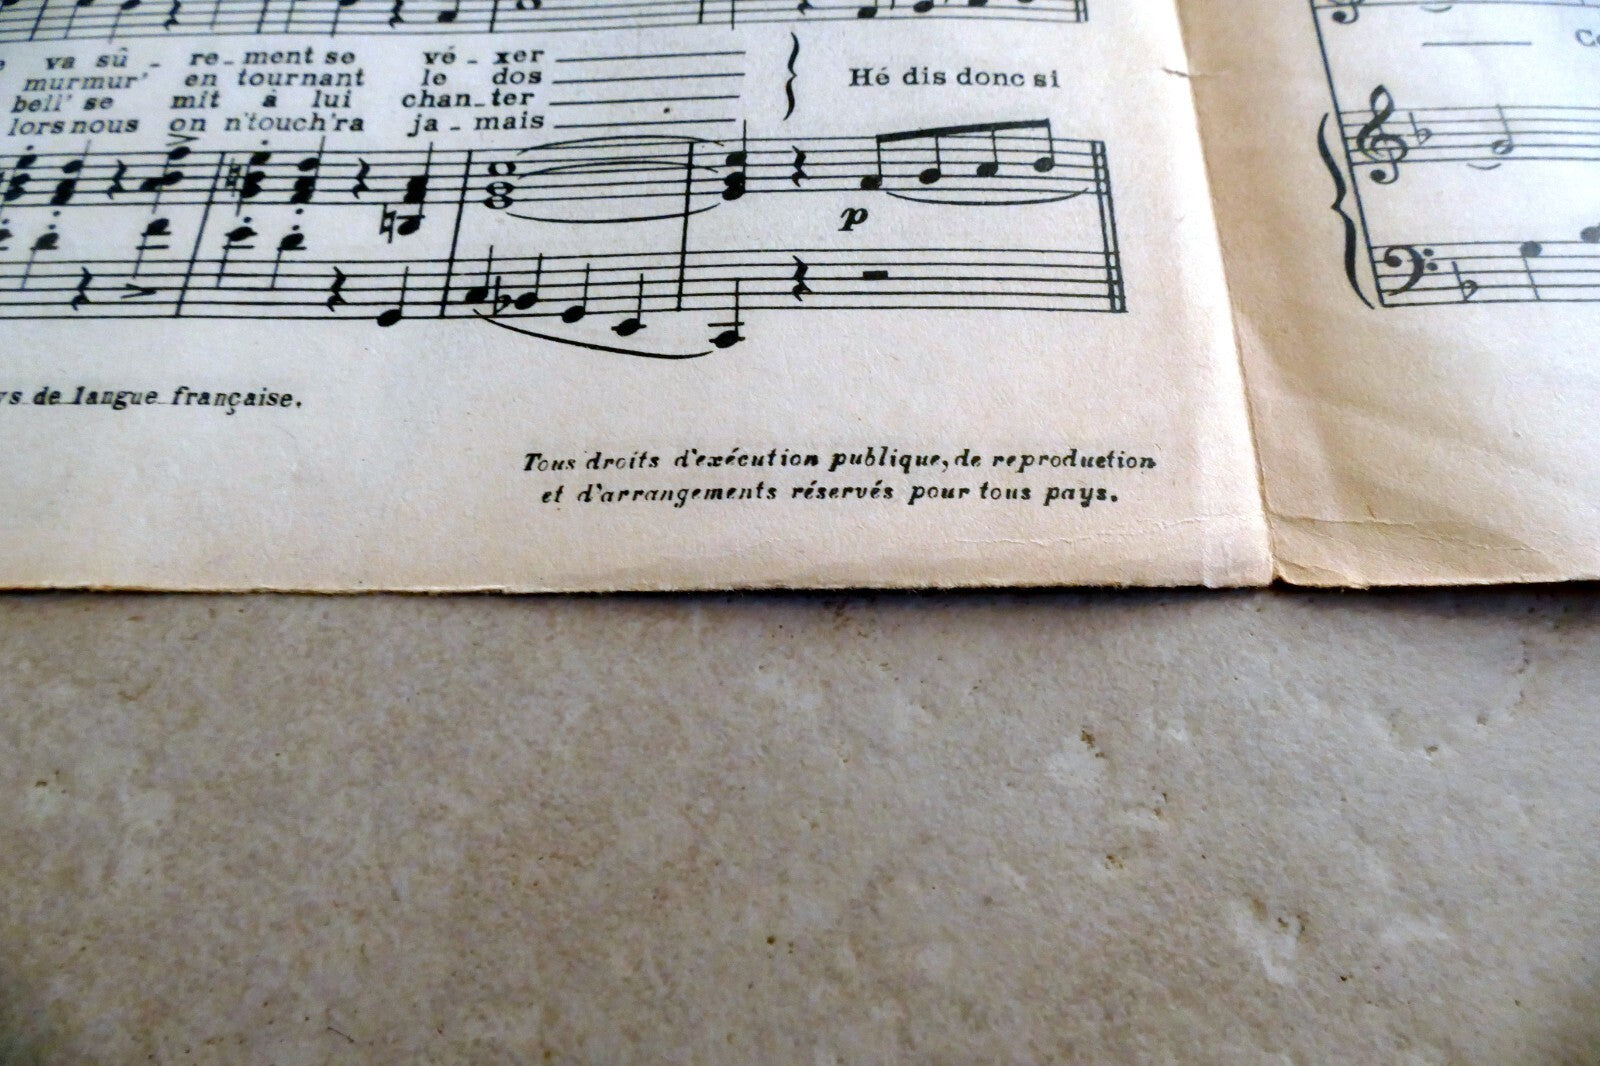 va sû - re-ment se vé - xer
murmur' en tournant le dos
bell' se mit à lui chan-ter
lors nous on n'touch'ra ja - mais
Hé dis donc si
p
de langue française.
Tous droits d'exécution publique, de reproduction
et d'arrangements réservés pour tous pays.